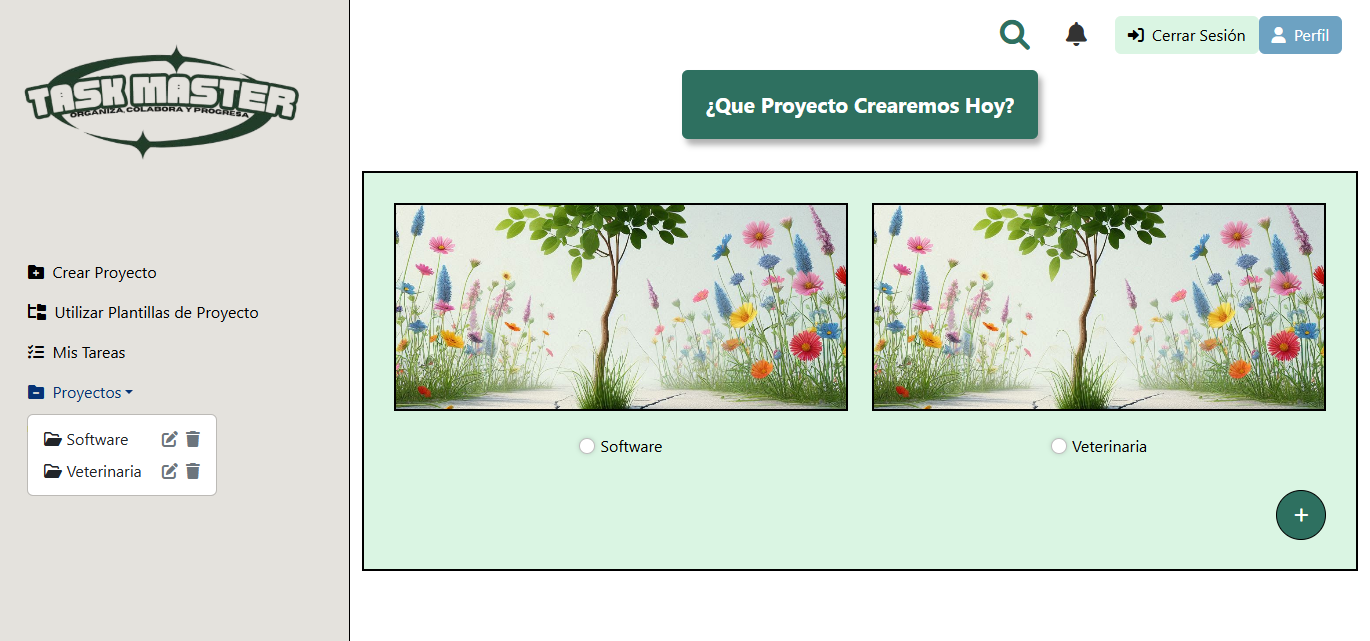 TASK MASTER
ORGANIZA, COLABORA Y PROGRESA
Crear Proyecto
Utilizar Plantillas de Proyecto
Mis Tareas
Proyectos
Software
Veterinaria
Cerrar Sesión
Perfil
¿Que Proyecto Crearemos Hoy?
Software
Veterinaria
+